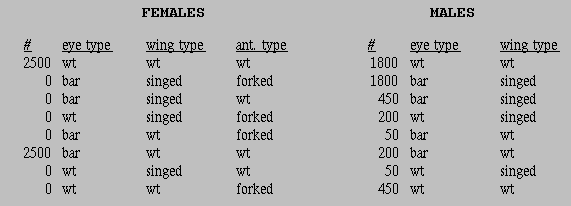 FEMALES MALES
# eye type wing type ant. type # eye type wing type
2500 wt wt wt 1800 wt wt
0 bar singed forked 1800 bar singed
0 bar singed wt 450 bar singed
0 wt singed forked 200 wt singed
0 bar wt forked 50 bar wt
2500 bar wt wt 200 bar wt
0 wt singed wt 50 wt singed
0 wt wt forked 450 wt wt